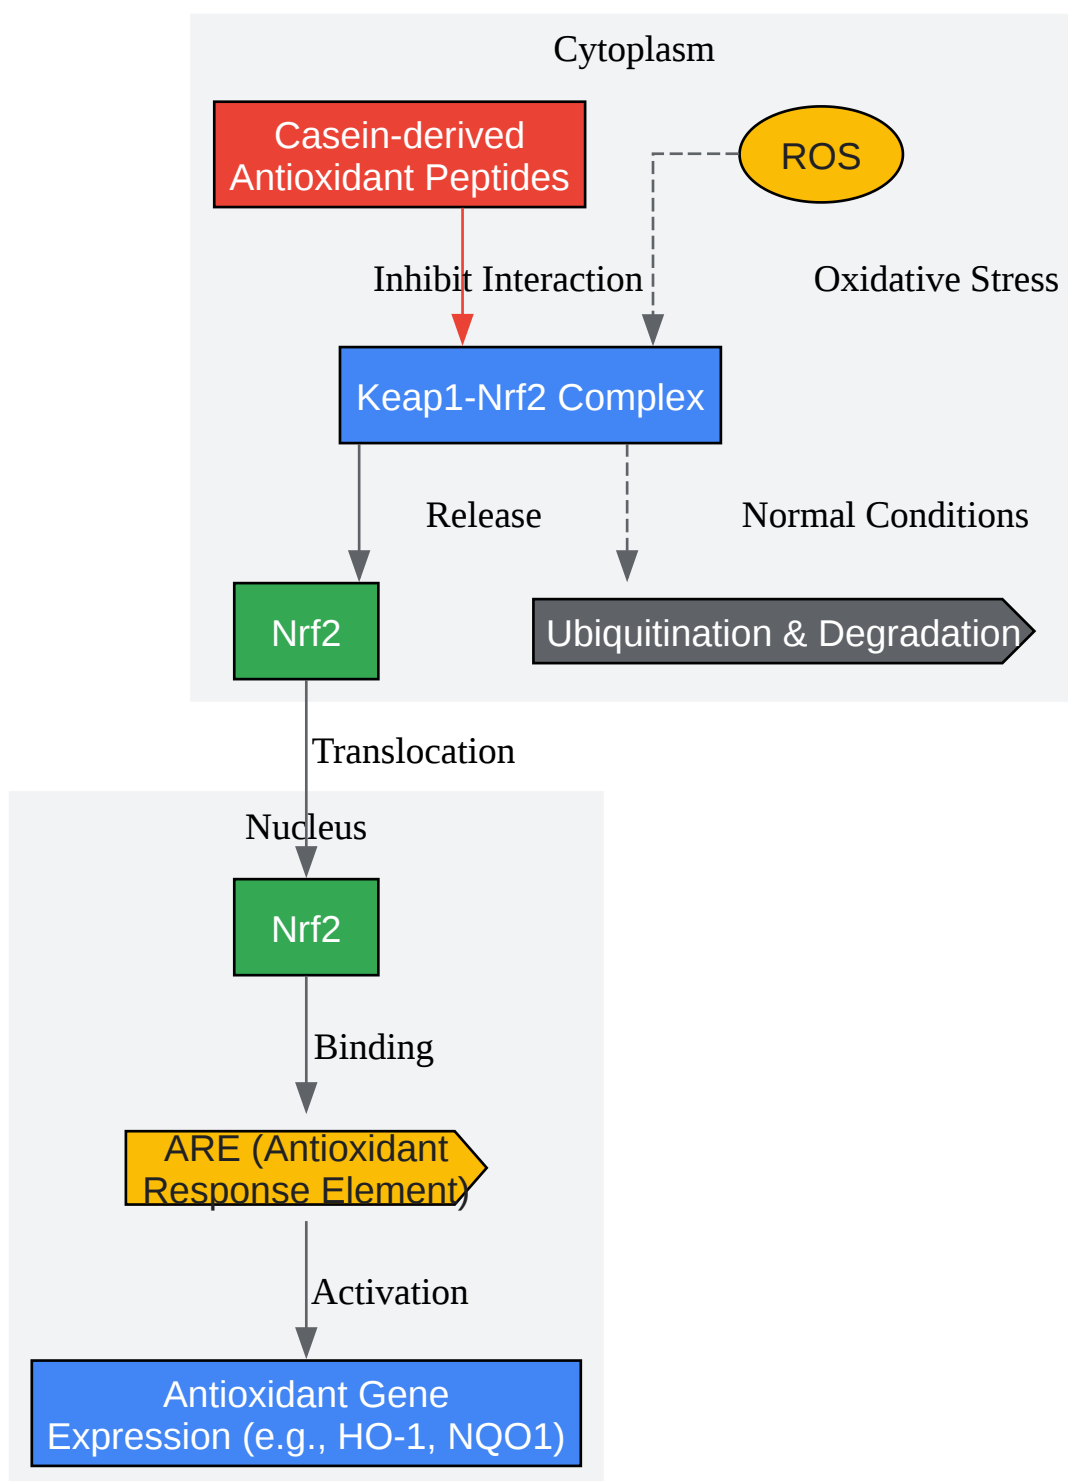 Cytoplasm
Casein-derived
Antioxidant Peptides
ROS
Inhibit Interaction
Oxidative Stress
Keap1-Nrf2 Complex
Release
Normal Conditions
Nrf2
Ubiquitination & Degradation
Translocation
Nucleus
Nrf2
Binding
ARE (Antioxidant
Response Element)
Activation
Antioxidant Gene
Expression (e.g., HO-1, NQO1)